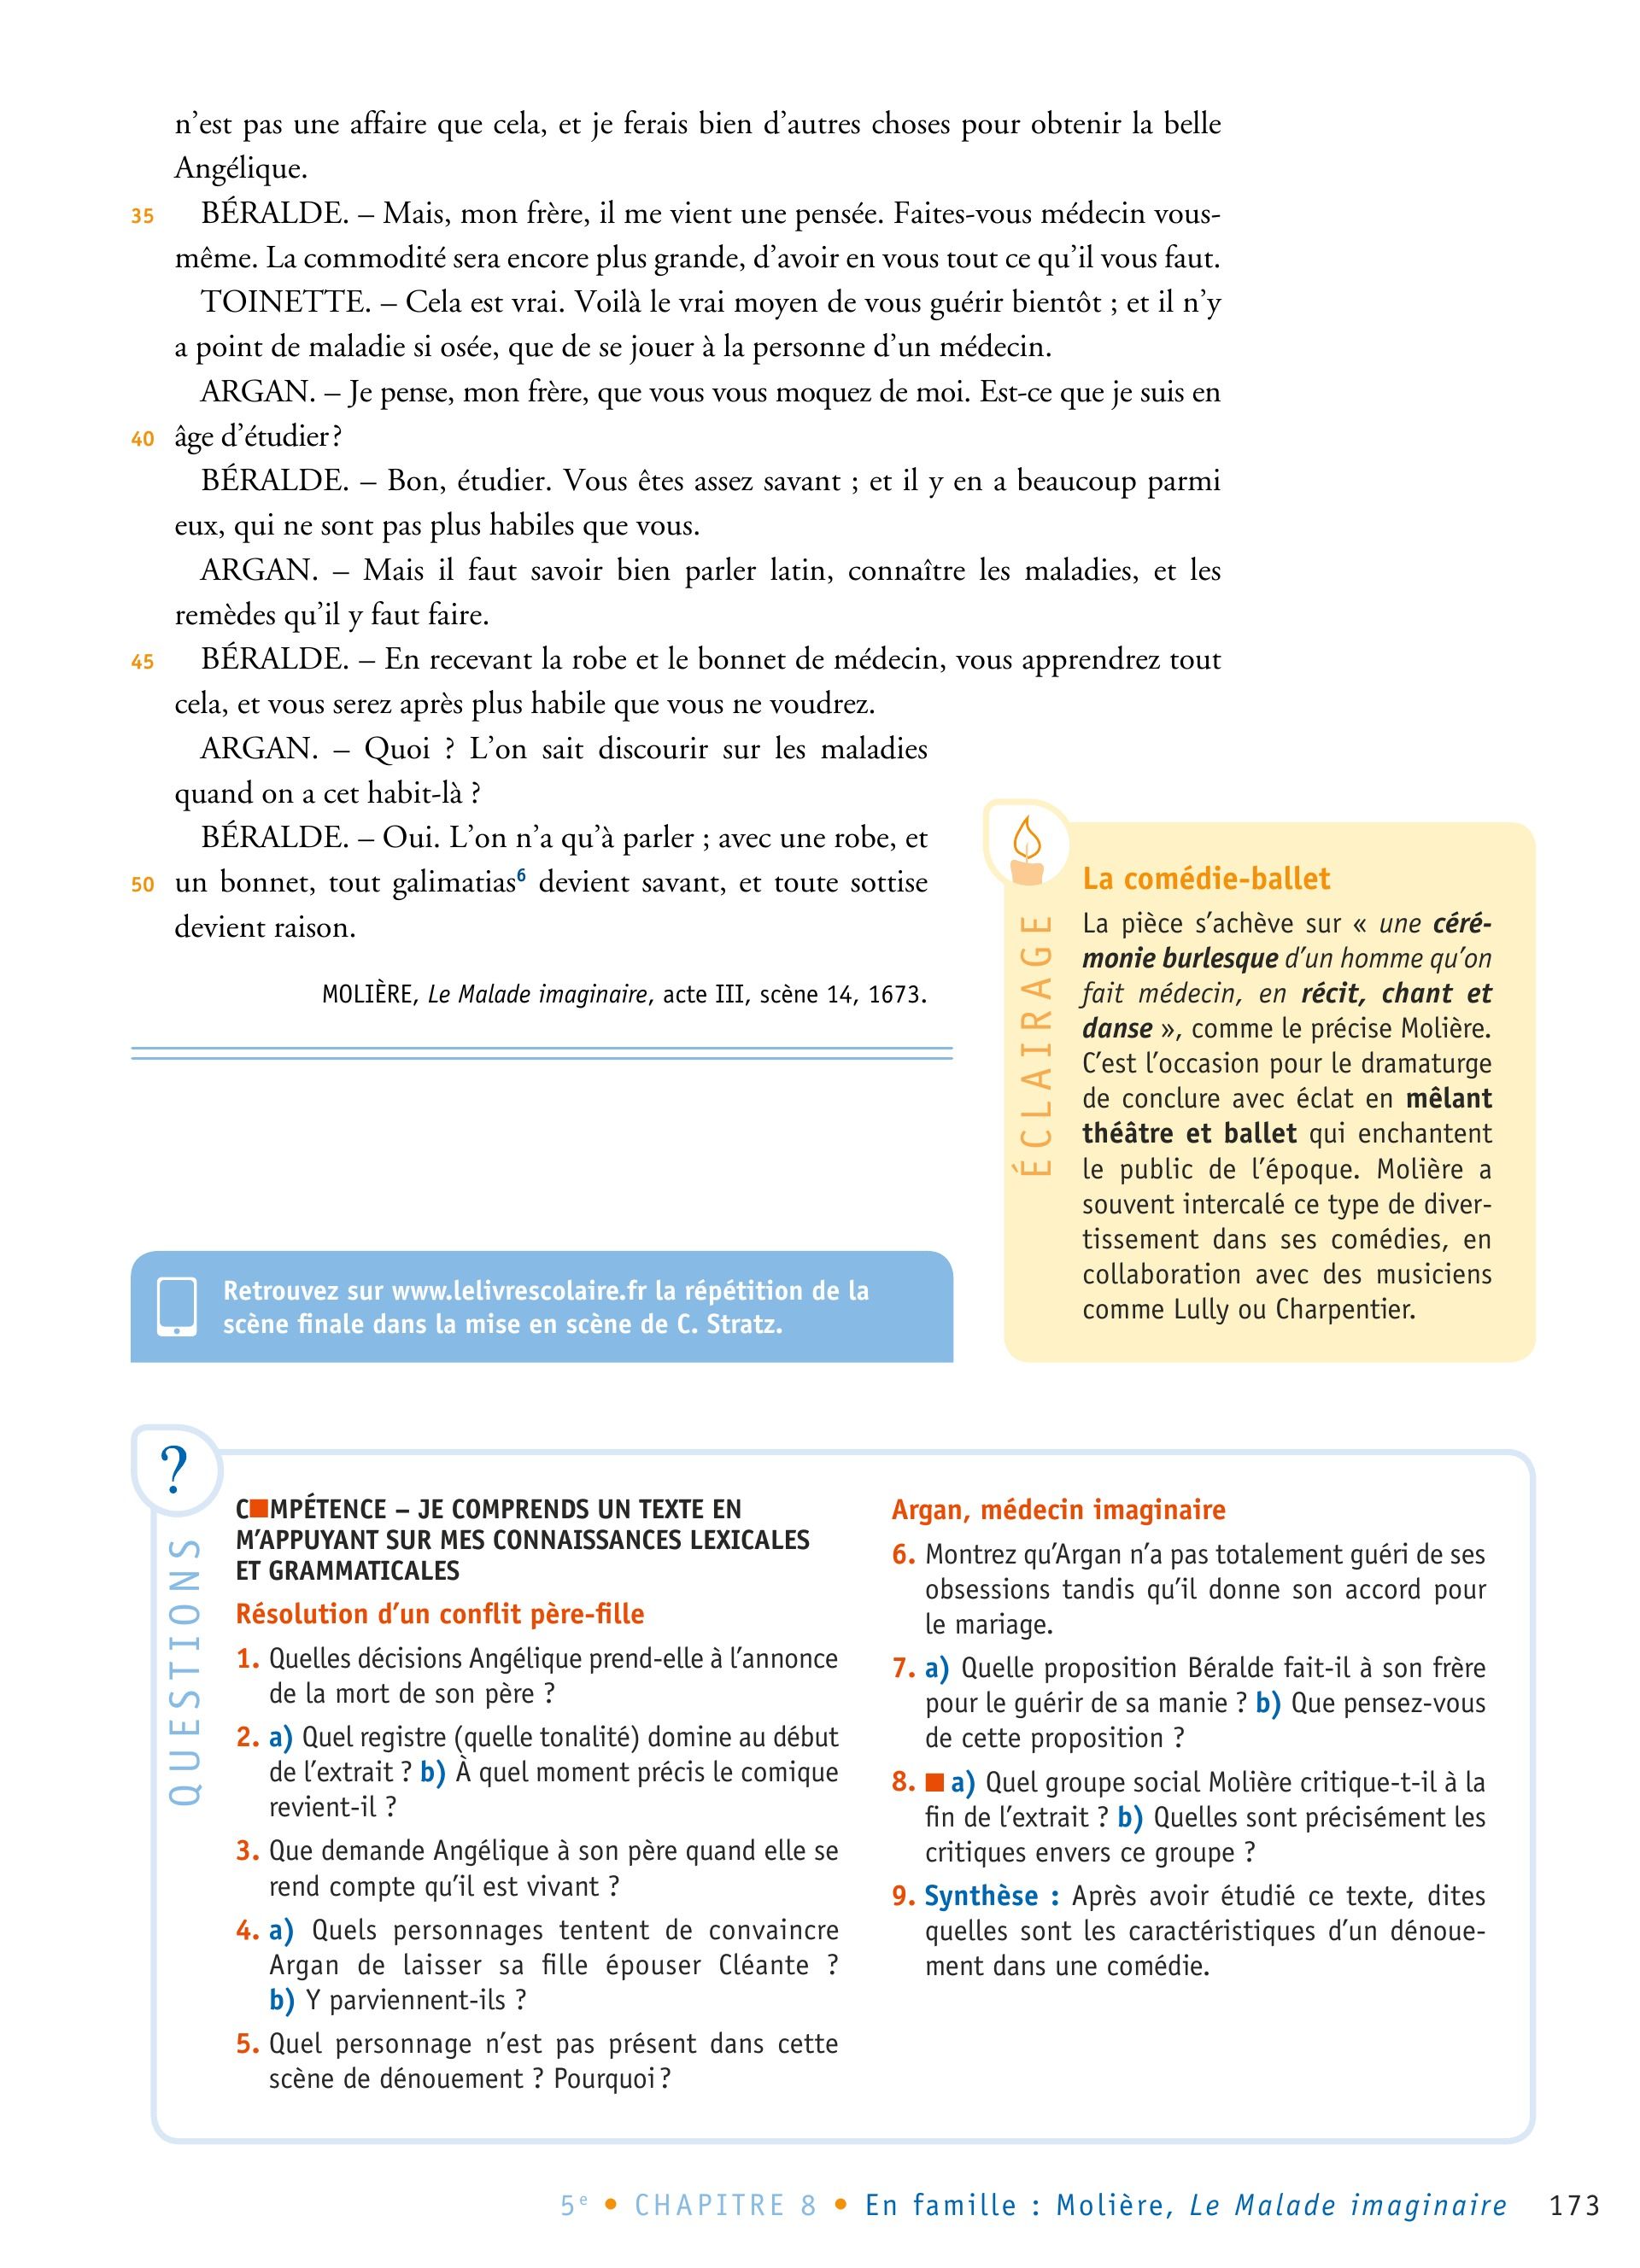 n’est pas une affaire que cela, et je ferais bien d’autres choses pour obtenir la belle
Angélique.
35 BÉRALDE. – Mais, mon frère, il me vient une pensée. Faites-vous médecin vous-
même. La commodité sera encore plus grande, d’avoir en vous tout ce qu’il vous faut.
TOINETTE. – Cela est vrai. Voilà le vrai moyen de vous guérir bientôt ; et il n’y
a point de maladie si osée, que de se jouer à la personne d’un médecin.
ARGAN. – Je pense, mon frère, que vous vous moquez de moi. Est-ce que je suis en
40 âge d’étudier ?
BÉRALDE. – Bon, étudier. Vous êtes assez savant ; et il y en a beaucoup parmi
eux, qui ne sont pas plus habiles que vous.
ARGAN. – Mais il faut savoir bien parler latin, connaître les maladies, et les
remèdes qu’il y faut faire.
45 BÉRALDE. – En recevant la robe et le bonnet de médecin, vous apprendrez tout
cela, et vous serez après plus habile que vous ne voudrez.
ARGAN. – Quoi ? L’on sait discourir sur les maladies
quand on a cet habit-là ?
BÉRALDE. – Oui. L’on n’a qu’à parler ; avec une robe, et
50 un bonnet, tout galimatias6 devient savant, et toute sottise
devient raison.
MOLIÈRE, Le Malade imaginaire, acte III, scène 14, 1673.
ÉCLAIRAGE
La comédie-ballet
La pièce s’achève sur « une céré-
monie burlesque d’un homme qu’on
fait médecin, en récit, chant et
danse », comme le précise Molière.
C’est l’occasion pour le dramaturge
de conclure avec éclat en mêlant
théâtre et ballet qui enchantent
le public de l’époque. Molière a
souvent intercalé ce type de diver-
tissement dans ses comédies, en
collaboration avec des musiciens
comme Lully ou Charpentier.
Retrouvez sur www.lelivrescolaire.fr la répétition de la
scène finale dans la mise en scène de C. Stratz.
?
QUESTIONS
C■MPÉTENCE – JE COMPRENDS UN TEXTE EN
M’APPUYANT SUR MES CONNAISSANCES LEXICALES
ET GRAMMATICALES
Résolution d’un conflit père-fille
1. Quelles décisions Angélique prend-elle à l’annonce
de la mort de son père ?
2. a) Quel registre (quelle tonalité) domine au début
de l’extrait ? b) À quel moment précis le comique
revient-il ?
3. Que demande Angélique à son père quand elle se
rend compte qu’il est vivant ?
4. a) Quels personnages tentent de convaincre
Argan de laisser sa fille épouser Cléante ?
b) Y parviennent-ils ?
5. Quel personnage n’est pas présent dans cette
scène de dénouement ? Pourquoi ?
Argan, médecin imaginaire
6. Montrez qu’Argan n’a pas totalement guéri de ses
obsessions tandis qu’il donne son accord pour
le mariage.
7. a) Quelle proposition Béralde fait-il à son frère
pour le guérir de sa manie ? b) Que pensez-vous
de cette proposition ?
8. ■ a) Quel groupe social Molière critique-t-il à la
fin de l’extrait ? b) Quelles sont précisément les
critiques envers ce groupe ?
9. Synthèse : Après avoir étudié ce texte, dites
quelles sont les caractéristiques d’un dénoue-
ment dans une comédie.
5e • CHAPITRE 8 • En famille : Molière, Le Malade imaginaire 173